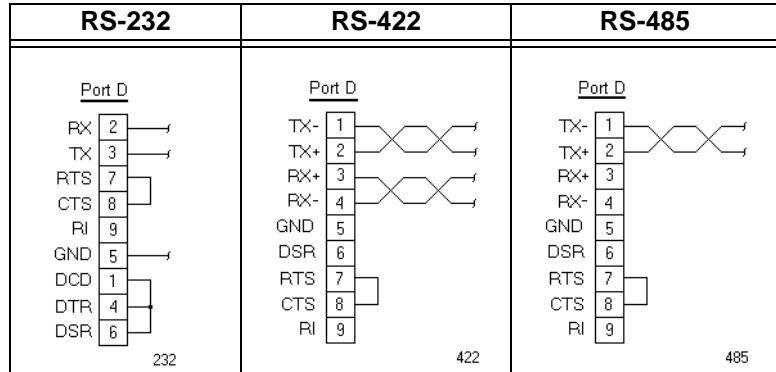 RS-232
RS-422
RS-485
Port D
RX 2
TX 3
RTS 7
CTS 8
RI 9
GND 5
DCD 1
DTR 4
DSR 6
232
Port D
TX- 1
TX+ 2
RX+ 3
RX- 4
GND 5
DSR 6
RTS 7
CTS 8
RI 9
422
Port D
TX- 1
TX+ 2
RX+ 3
RX- 4
GND 5
DSR 6
RTS 7
CTS 8
RI 9
485